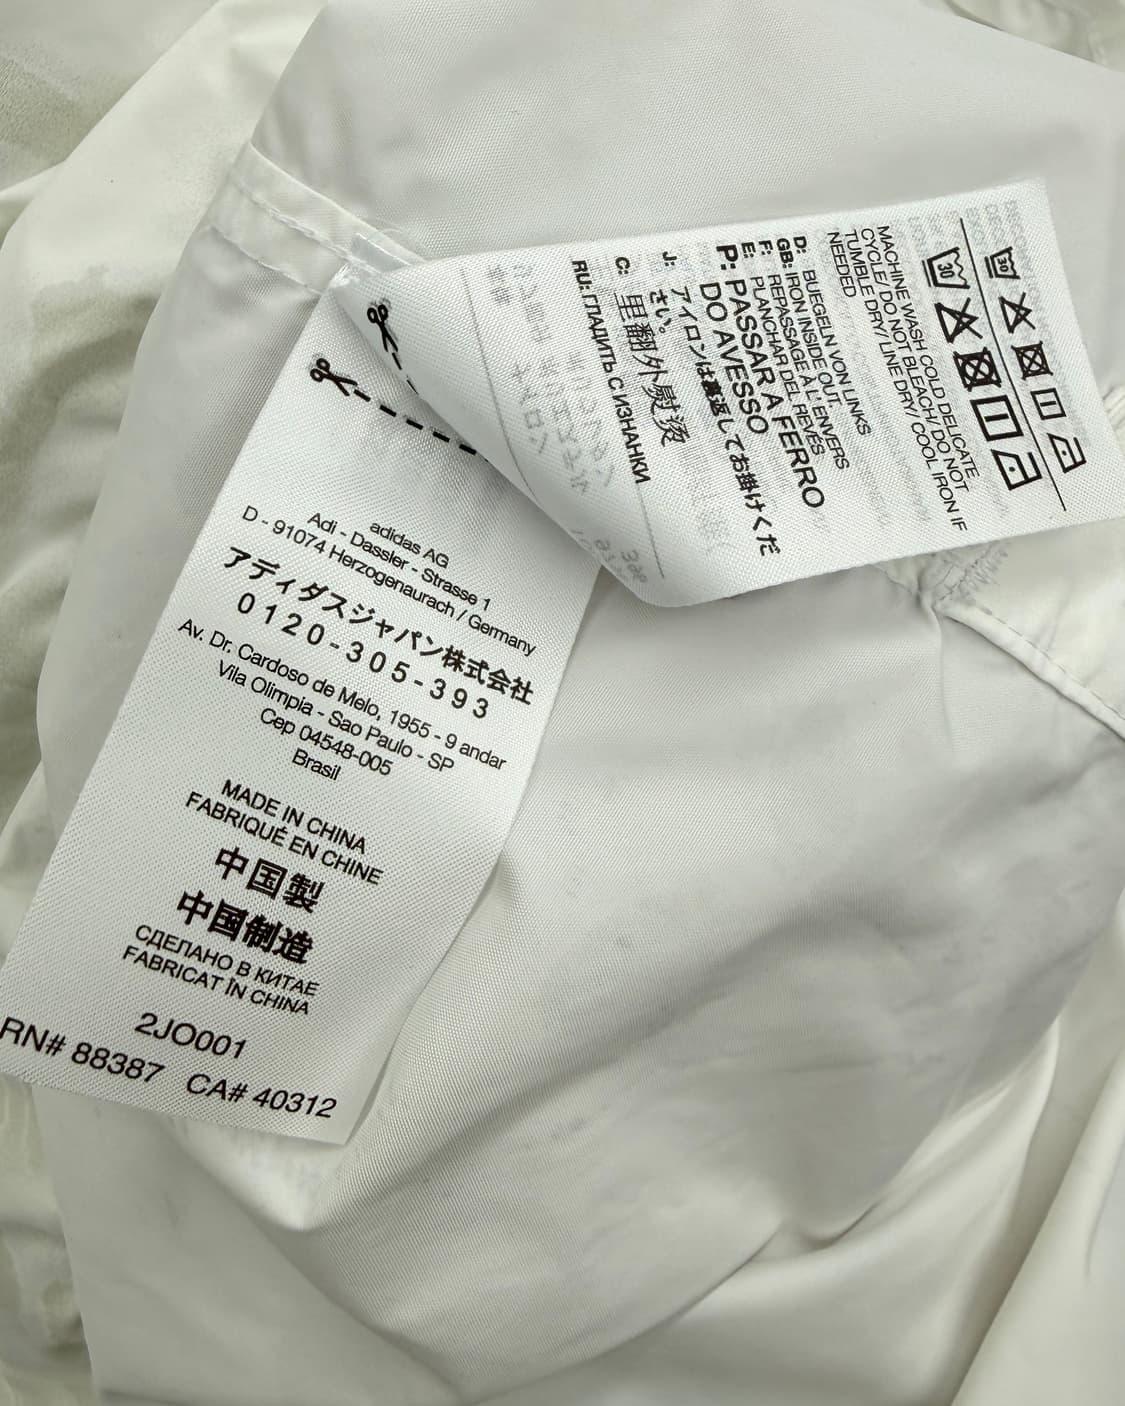 adidas AG
Adi - Dassler - Strasse 1
D - 91074 Herzogenaurach / Germany
アディダスジャパン株式会社
0120-305-393
Av. Dr. Cardoso de Melo, 1955 - 9 andar
Vila Olimpia - Sao Paulo - SP
Cep 04548-005
Brasil
MADE IN CHINA
FABRIQUÉ EN CHINE
中国製
中国制造
СДЕЛАНО В КИТАЕ
FABRICAT ÎN CHINA
2JO001
RN# 88387 CA# 40312
30
30
MACHINE WASH COLD DELICATE
CYCLE/ DO NOT BLEACH/ DO NOT
TUMBLE DRY/ LINE DRY/ COOL IRON IF
NEEDED
D: BUEGELN VON LINKS
GB: IRON INSIDE OUT.
F: REPASSAGE À L' ENVERS
E: PLANCHAR DEL REVÉS
P: PASSAR A FERRO
DO AVESSO
J: アイロンは裏返してお掛けくだ
さい。
C: 里翻外熨烫
RU: ГЛАДИТЬ С ИЗНАНКИ